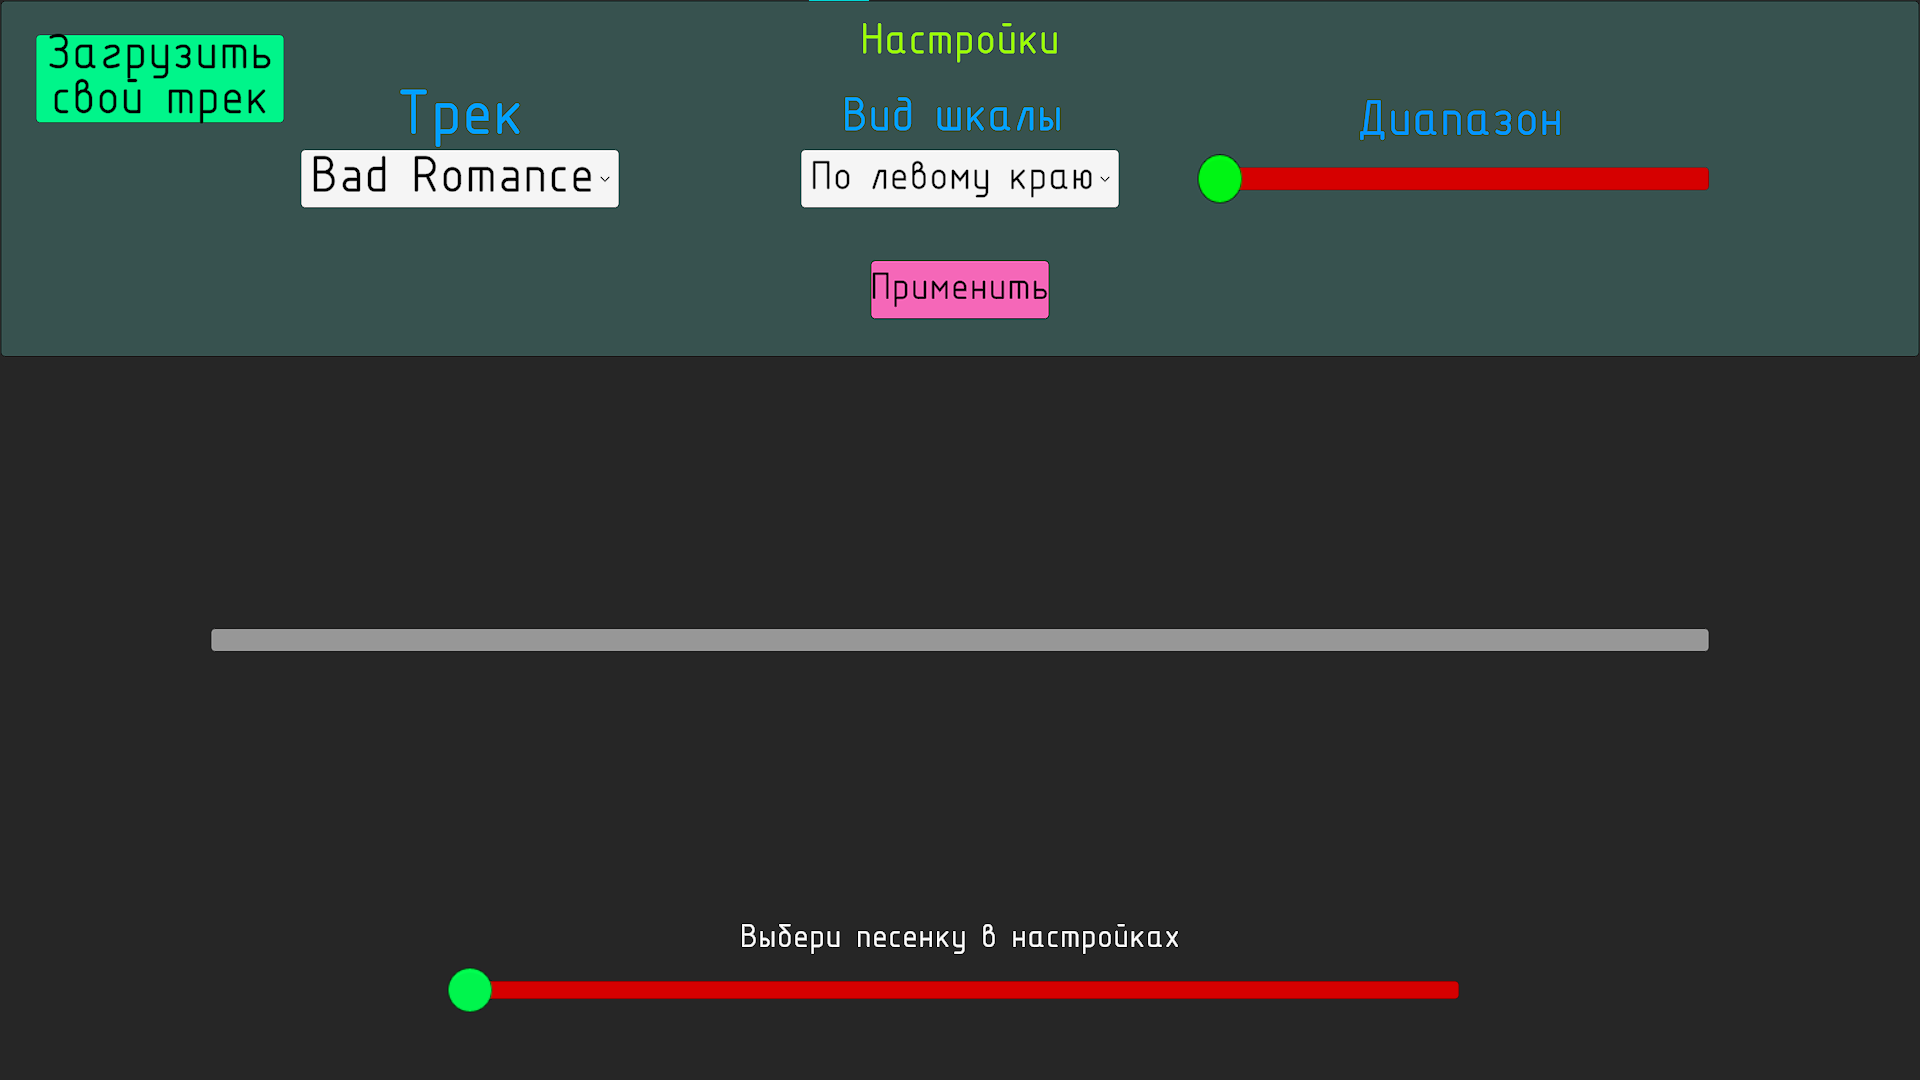 Настройки
Загрузить
свой трек
Трек
Вид шкалы
Диапазон
Bad Romance
По левому краю
Применить
Выбери песенку в настройках